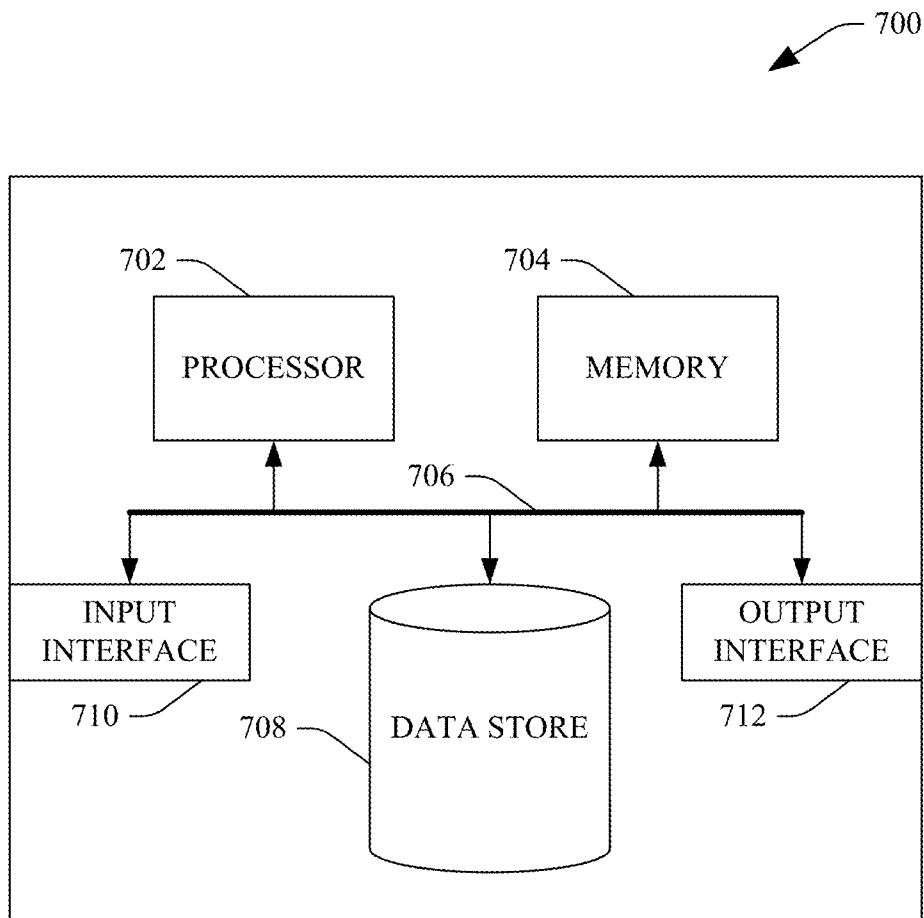 700
702
704
PROCESSOR
MEMORY
706
INPUT
INTERFACE
OUTPUT
INTERFACE
710
708
DATA STORE
712